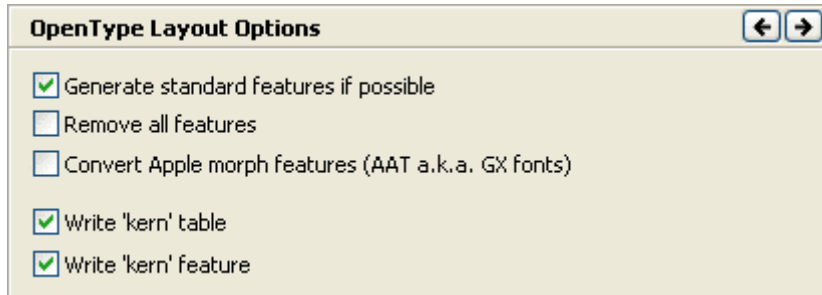 OpenType Layout Options
Generate standard features if possible
Remove all features
Convert Apple morph features (AAT a.k.a. GX fonts)
Write 'kern' table
Write 'kern' feature